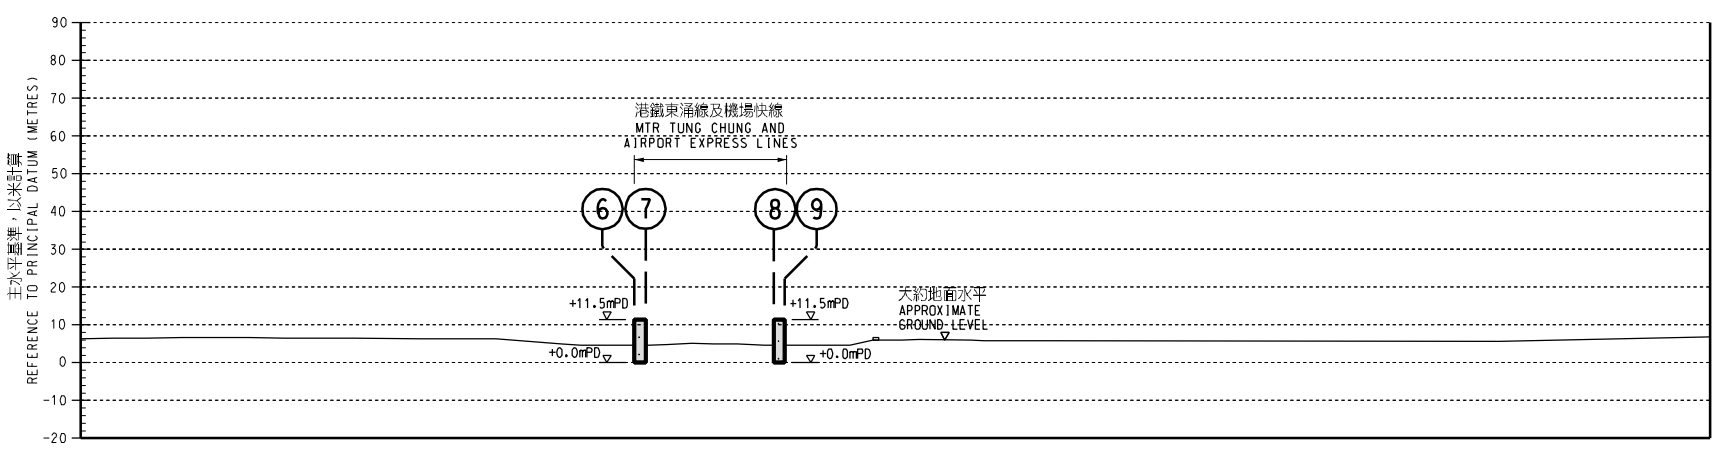 90
80
70
60
50
40
30
20
10
0
-10
-20
主水平基準，以米計算
REFERENCE TO PRINCIPAL DATUM (METRES)
港鐵東涌線及機場快線
MTR TUNG CHUNG AND
AIRPORT EXPRESS LINES
6 7 8 9
+11.5mPD +11.5mPD
+0.0mPD +0.0mPD
大約地面水平
APPROXIMATE
GROUND LEVEL